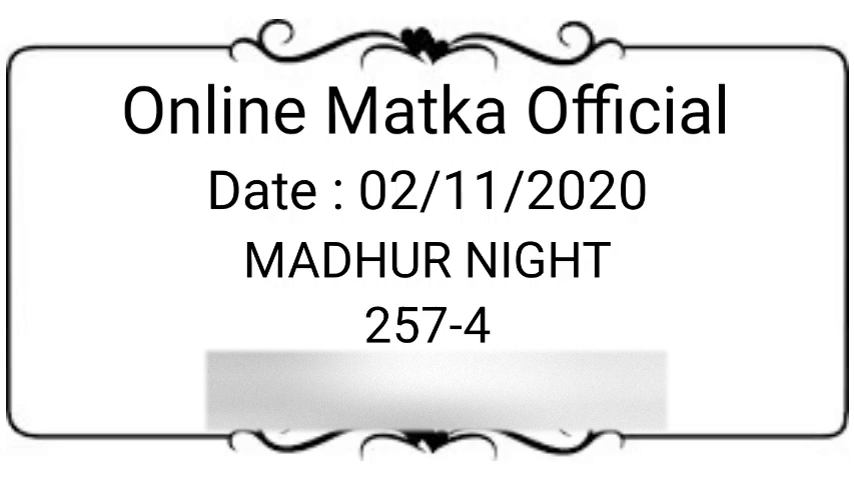 Online Matka Official
Date : 02/11/2020
MADHUR NIGHT
257-4